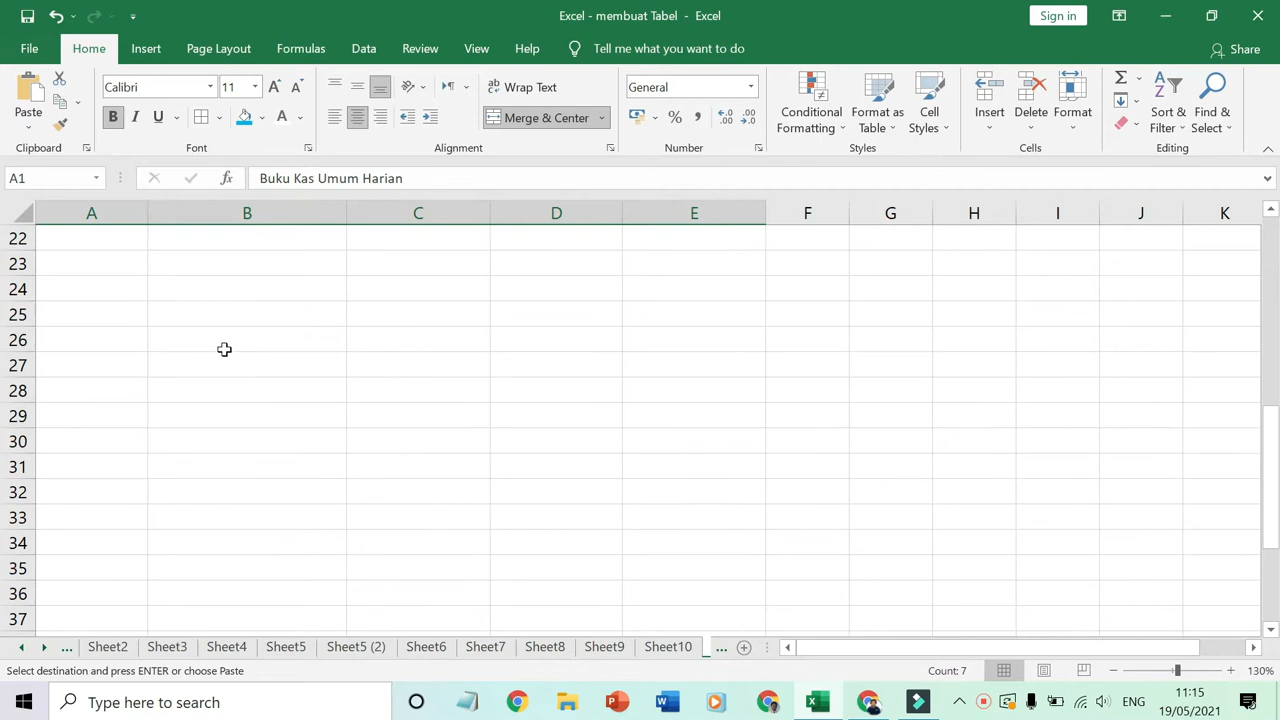 Excel - membuat Tabel - Excel
Sign in
File Home Insert Page Layout Formulas Data Review View Help Tell me what you want to do Share
Calibri 11 Wrap Text General
Paste B I U A Merge & Center % , Conditional Formatting Format as Table Cell Styles Insert Delete Format Sort & Filter Find & Select
Clipboard Font Alignment Number Styles Cells Editing
A1 fx Buku Kas Umum Harian
A B C D E F G H I J K
22
23
24
25
26
27
28
29
30
31
32
33
34
35
36
37
... Sheet2 Sheet3 Sheet4 Sheet5 Sheet5 (2) Sheet6 Sheet7 Sheet8 Sheet9 Sheet10 ...
Select destination and press ENTER or choose Paste Count: 7 130%
Type here to search ENG 11:15
19/05/2021